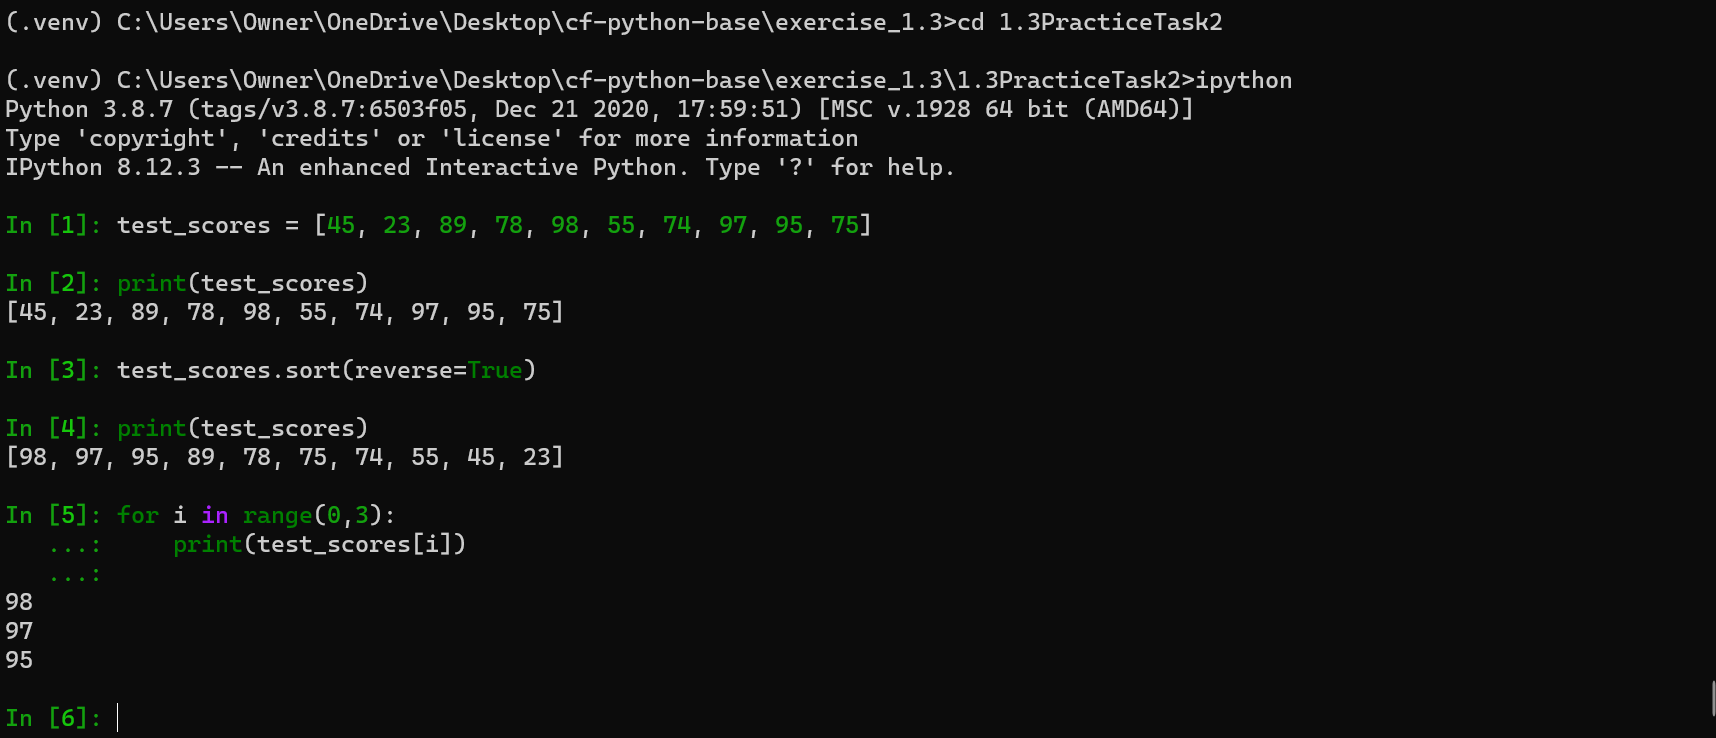 (.venv) C:\Users\Owner\OneDrive\Desktop\cf-python-base\exercise_1.3>cd 1.3PracticeTask2
(.venv) C:\Users\Owner\OneDrive\Desktop\cf-python-base\exercise_1.3\1.3PracticeTask2>ipython
Python 3.8.7 (tags/v3.8.7:6503f05, Dec 21 2020, 17:59:51) [MSC v.1928 64 bit (AMD64)]
Type 'copyright', 'credits' or 'license' for more information
IPython 8.12.3 -- An enhanced Interactive Python. Type '?' for help.
In [1]: test_scores = [45, 23, 89, 78, 98, 55, 74, 97, 95, 75]
In [2]: print(test_scores)
[45, 23, 89, 78, 98, 55, 74, 97, 95, 75]
In [3]: test_scores.sort(reverse=True)
In [4]: print(test_scores)
[98, 97, 95, 89, 78, 75, 74, 55, 45, 23]
In [5]: for i in range(0,3):
   ...:     print(test_scores[i])
   ...:
98
97
95
In [6]: